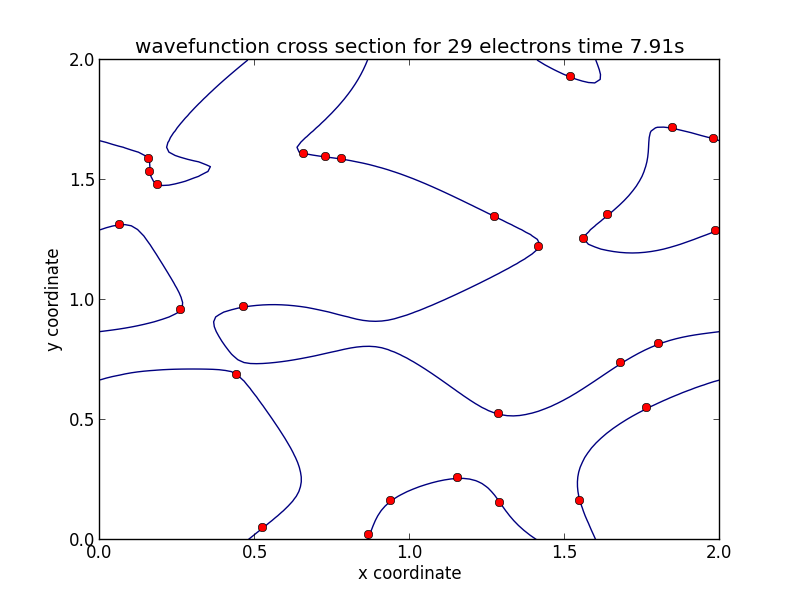 wavefunction cross section for 29 electrons time 7.91s
2.0
1.5
1.0
0.5
0.0
y coordinate
0.0 0.5 1.0 1.5 2.0
x coordinate